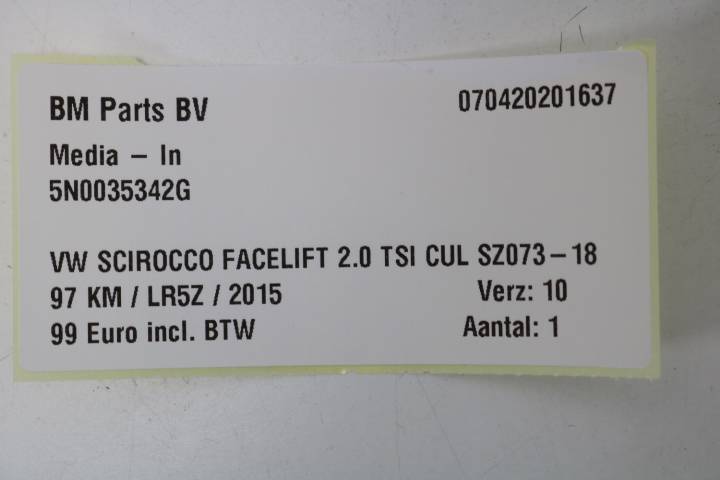 BM Parts BV 070420201637
Media – In
5N0035342G
VW SCIROCCO FACELIFT 2.0 TSI CUL SZ073–18
97 KM / LR5Z / 2015 Verz: 10
99 Euro incl. BTW Aantal: 1